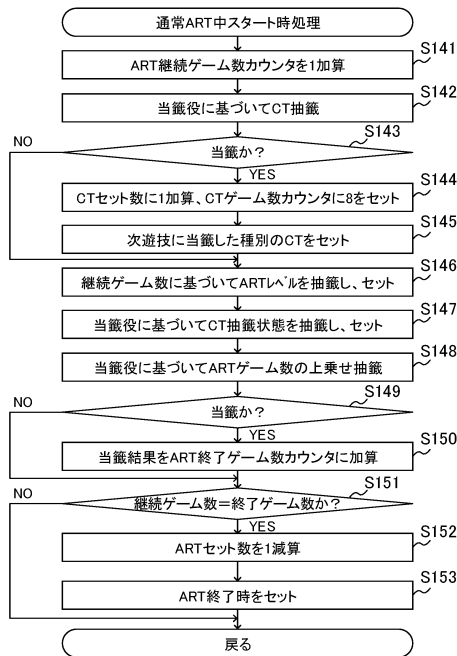 通常ART中スタート時処理
S141
ART継続ゲーム数カウンタを1加算
S142
当籤役に基づいてCT抽籤
S143
当籤か？
NO
YES
S144
CTセット数に1加算、CTゲーム数カウンタに8をセット
S145
次遊技に当籤した種別のCTをセット
S146
継続ゲーム数に基づいてARTﾚﾍﾞﾙを抽籤し、セット
S147
当籤役に基づいてCT抽籤状態を抽籤し、セット
S148
当籤役に基づいてARTゲーム数の上乗せ抽籤
S149
当籤か？
NO
YES
S150
当籤結果をART終了ゲーム数カウンタに加算
S151
継続ゲーム数＝終了ゲーム数か？
NO
YES
S152
ARTセット数を1減算
S153
ART終了時をセット
戻る